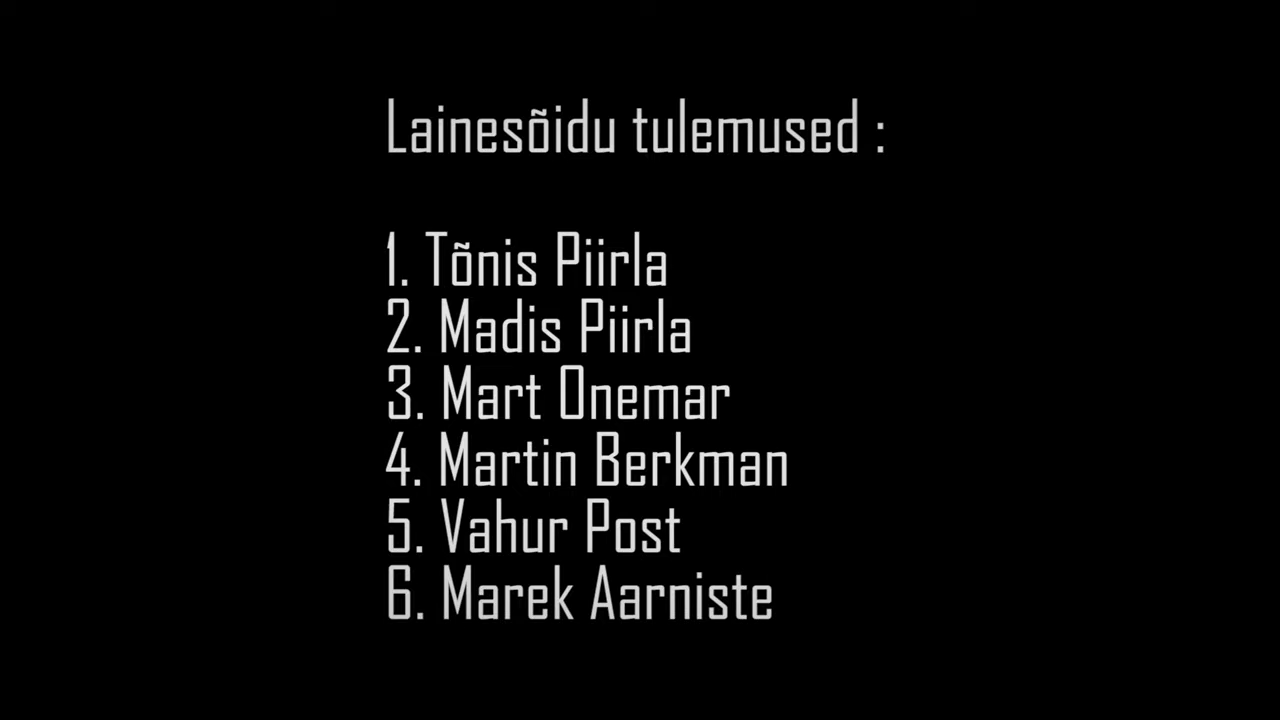 Lainesõidu tulemused :
1. Tõnis Piirla
2. Madis Piirla
3. Mart Onemar
4. Martin Berkman
5. Vahur Post
6. Marek Aarniste